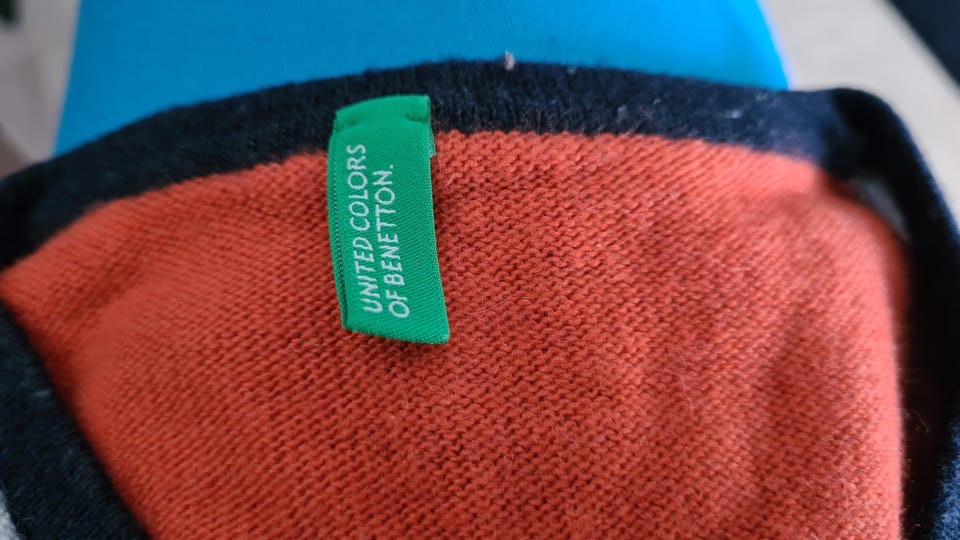 UNITED COLORS
OF BENETTON.